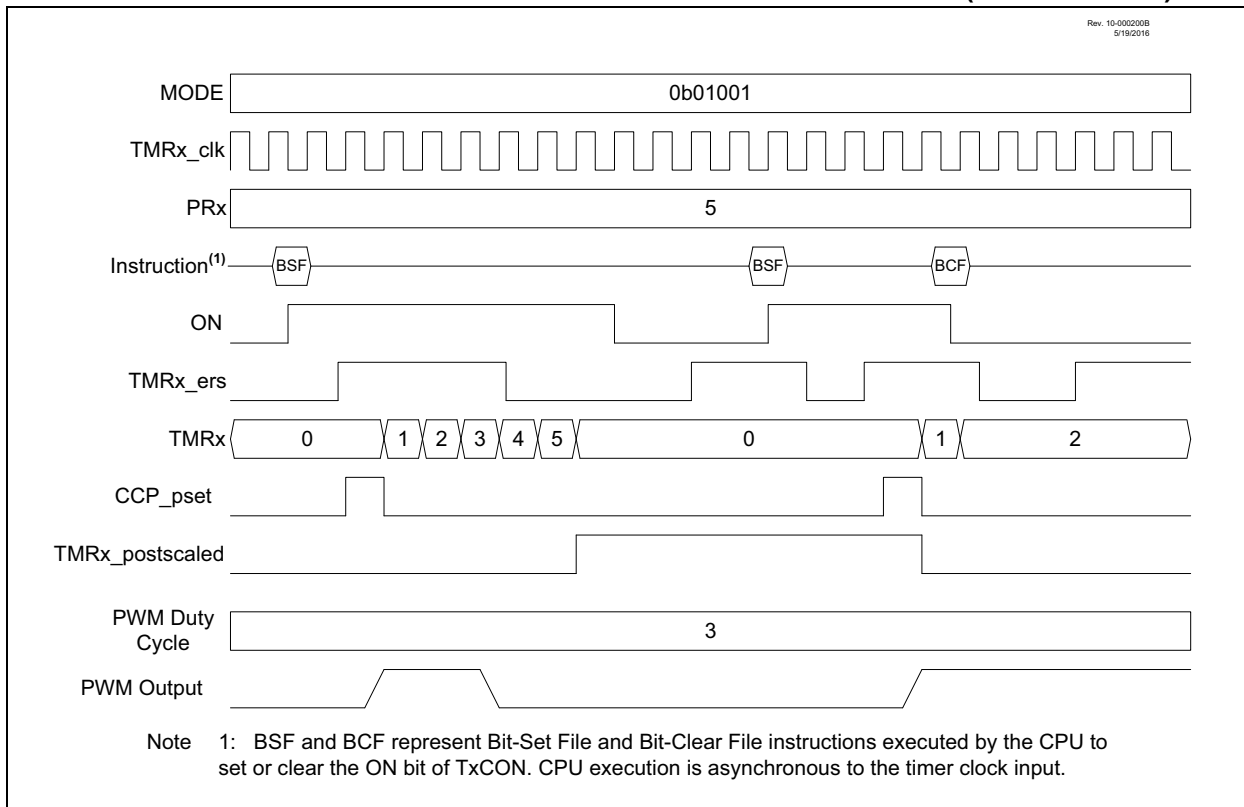 Rev. 10-000200B
5/19/2016
MODE 0b01001
TMRx_clk
PRx 5
Instruction(1) BSF BSF BCF
ON
TMRx_ers
TMRx 0 1 2 3 4 5 0 1 2
CCP_pset
TMRx_postscaled
PWM Duty
Cycle 3
PWM Output
Note 1: BSF and BCF represent Bit-Set File and Bit-Clear File instructions executed by the CPU to
set or clear the ON bit of TxCON. CPU execution is asynchronous to the timer clock input.